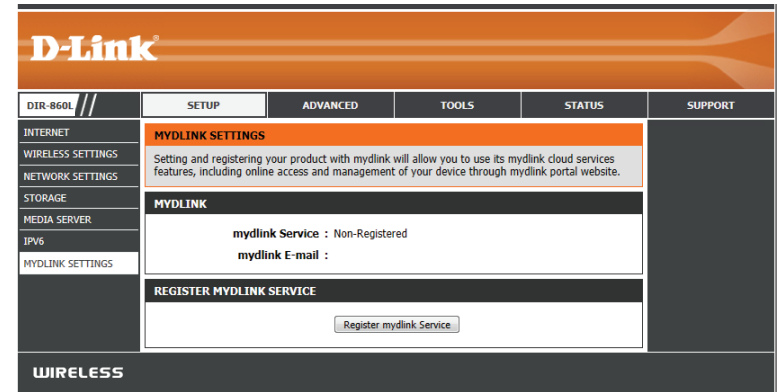 D-Link®
DIR-860L // SETUP ADVANCED TOOLS STATUS SUPPORT
INTERNET
WIRELESS SETTINGS
NETWORK SETTINGS
STORAGE
MEDIA SERVER
IPV6
MYDLINK SETTINGS
MYDLINK SETTINGS
Setting and registering your product with mydlink will allow you to use its mydlink cloud services
features, including online access and management of your device through mydlink portal website.
MYDLINK
mydlink Service : Non-Registered
mydlink E-mail :
REGISTER MYDLINK SERVICE
Register mydlink Service
WIRELESS